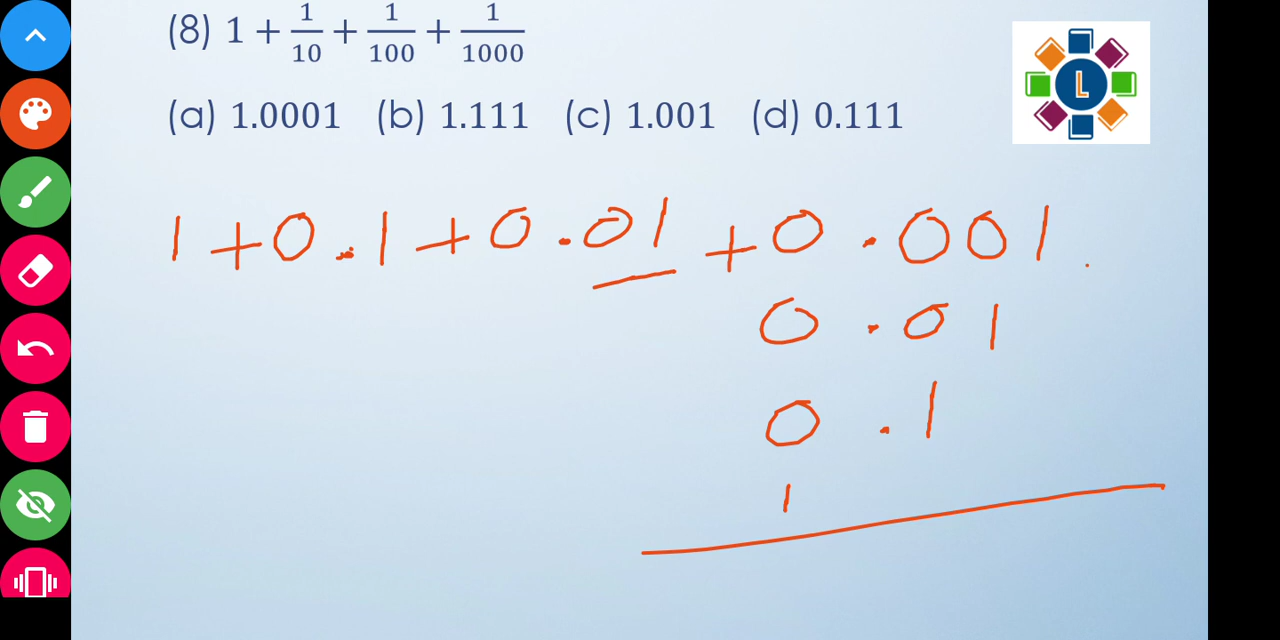 (8) 1 + 1/10 + 1/100 + 1/1000
(a) 1.0001 (b) 1.111 (c) 1.001 (d) 0.111
L
1 + 0.1 + 0.01 + 0.001
0.01
0.1
1